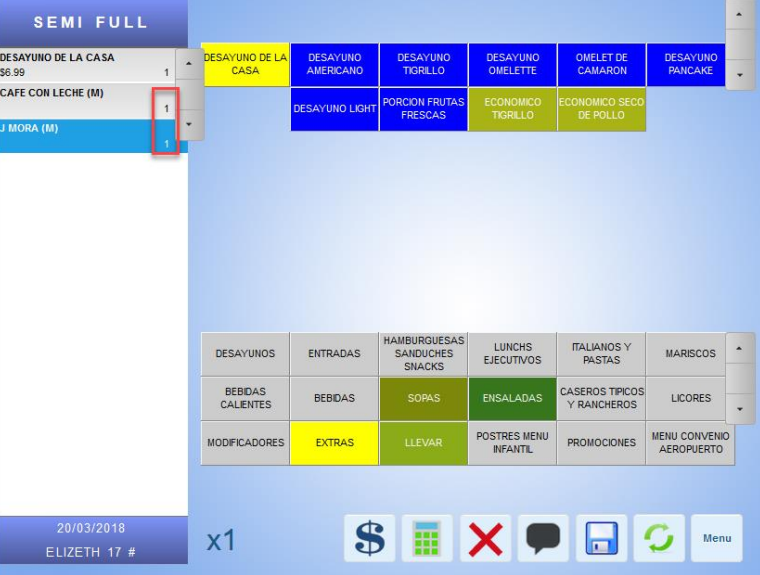 SEMI FULL
DESAYUNO DE LA CASA
$6.99 1
CAFE CON LECHE (M)
1
J MORA (M)
1
DESAYUNO DE LA
CASA
DESAYUNO
AMERICANO
DESAYUNO
TIGRILLO
DESAYUNO
OMELETTE
OMELET DE
CAMARON
DESAYUNO
PANCAKE
DESAYUNO LIGHT
PORCION FRUTAS
FRESCAS
ECONOMICO
TIGRILLO
ECONOMICO SECO
DE POLLO
DESAYUNOS
ENTRADAS
HAMBURGUESAS
SANDUCHES
SNACKS
LUNCHS
EJECUTIVOS
ITALIANOS Y
PASTAS
MARISCOS
BEBIDAS
CALIENTES
BEBIDAS
SOPAS
ENSALADAS
CASEROS TIPICOS
Y RANCHEROS
LICORES
MODIFICADORES
EXTRAS
LLEVAR
POSTRES MENU
INFANTIL
PROMOCIONES
MENU CONVENIO
AEROPUERTO
20/03/2018
ELIZETH 17 #
x1
$
Menu